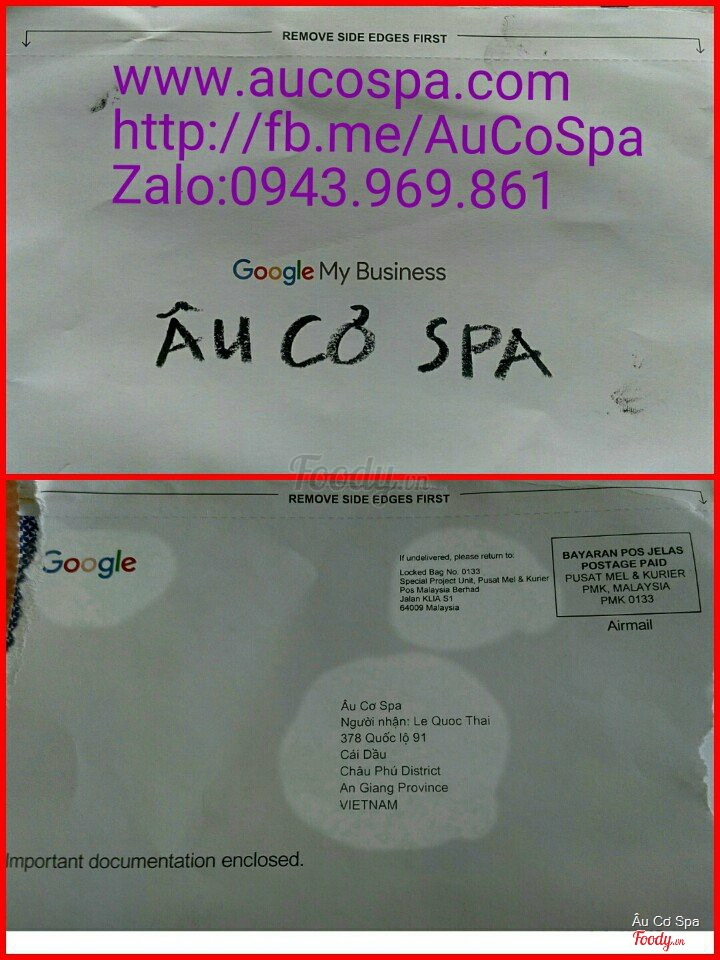 REMOVE SIDE EDGES FIRST
www.aucospa.com
http://fb.me/AuCoSpa
Zalo:0943.969.861
Google My Business
ÂU CƠ SPA
Foody.vn
REMOVE SIDE EDGES FIRST
Google
If undelivered, please return to:
Locked Bag No. 0133
Special Project Unit, Pusat Mel & Kurier
Pos Malaysia Berhad
Jalan KLIA S1
64009 Malaysia
BAYARAN POS JELAS
POSTAGE PAID
PUSAT MEL & KURIER
PMK, MALAYSIA
PMK 0133
Airmail
Âu Cơ Spa
Người nhận: Le Quoc Thai
378 Quốc lộ 91
Cái Dầu
Châu Phú District
An Giang Province
VIETNAM
Important documentation enclosed.
Âu Cơ Spa
Foody.vn